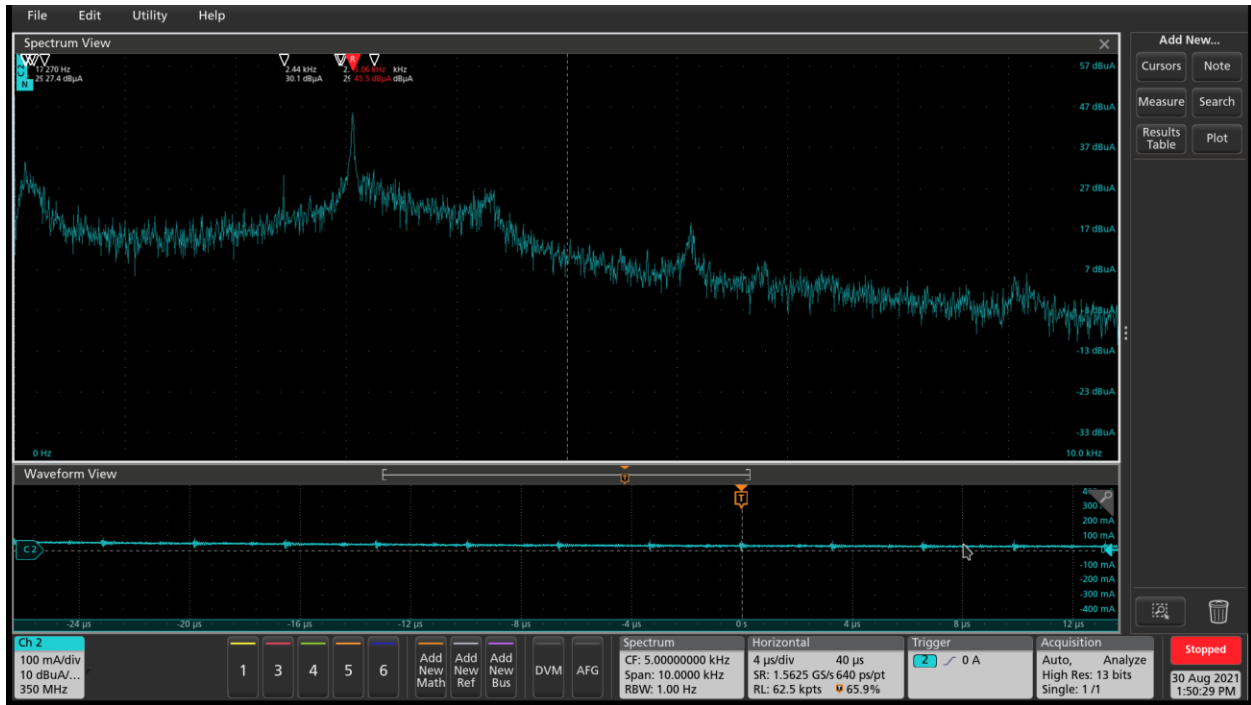 File Edit Utility Help
Spectrum View
C2
N
270 Hz
27.4 dBµA
2.44 kHz
30.1 dBµA
R
kHz
45.5 dBµA dBµA
57 dBuA
47 dBuA
37 dBuA
27 dBuA
17 dBuA
7 dBuA
-13 dBuA
-23 dBuA
-33 dBuA
0 Hz
10.0 kHz
Waveform View
T
T
300
200 mA
100 mA
C 2
-100 mA
-200 mA
-300 mA
-400 mA
-24 µs -20 µs -16 µs -12 µs -8 µs -4 µs 0 s 4 µs 8 µs 12 µs
Add New...
Cursors Note
Measure Search
Results Table Plot
Ch 2
100 mA/div
10 dBuA/...
350 MHz
1 3 4 5 6
Add New Math
Add New Ref
Add New Bus
DVM AFG
Spectrum
CF: 5.00000000 kHz
Span: 10.0000 kHz
RBW: 1.00 Hz
Horizontal
4 µs/div 40 µs
SR: 1.5625 GS/s 640 ps/pt
RL: 62.5 kpts 65.9%
Trigger
2 0 A
Acquisition
Auto, Analyze
High Res: 13 bits
Single: 1 /1
Stopped
30 Aug 2021
1:50:29 PM